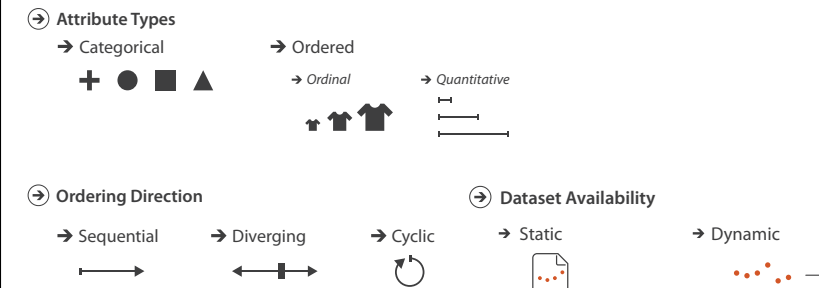 Attribute Types
Categorical
Ordered
Ordinal
Quantitative
Ordering Direction
Dataset Availability
Sequential
Diverging
Cyclic
Static
Dynamic